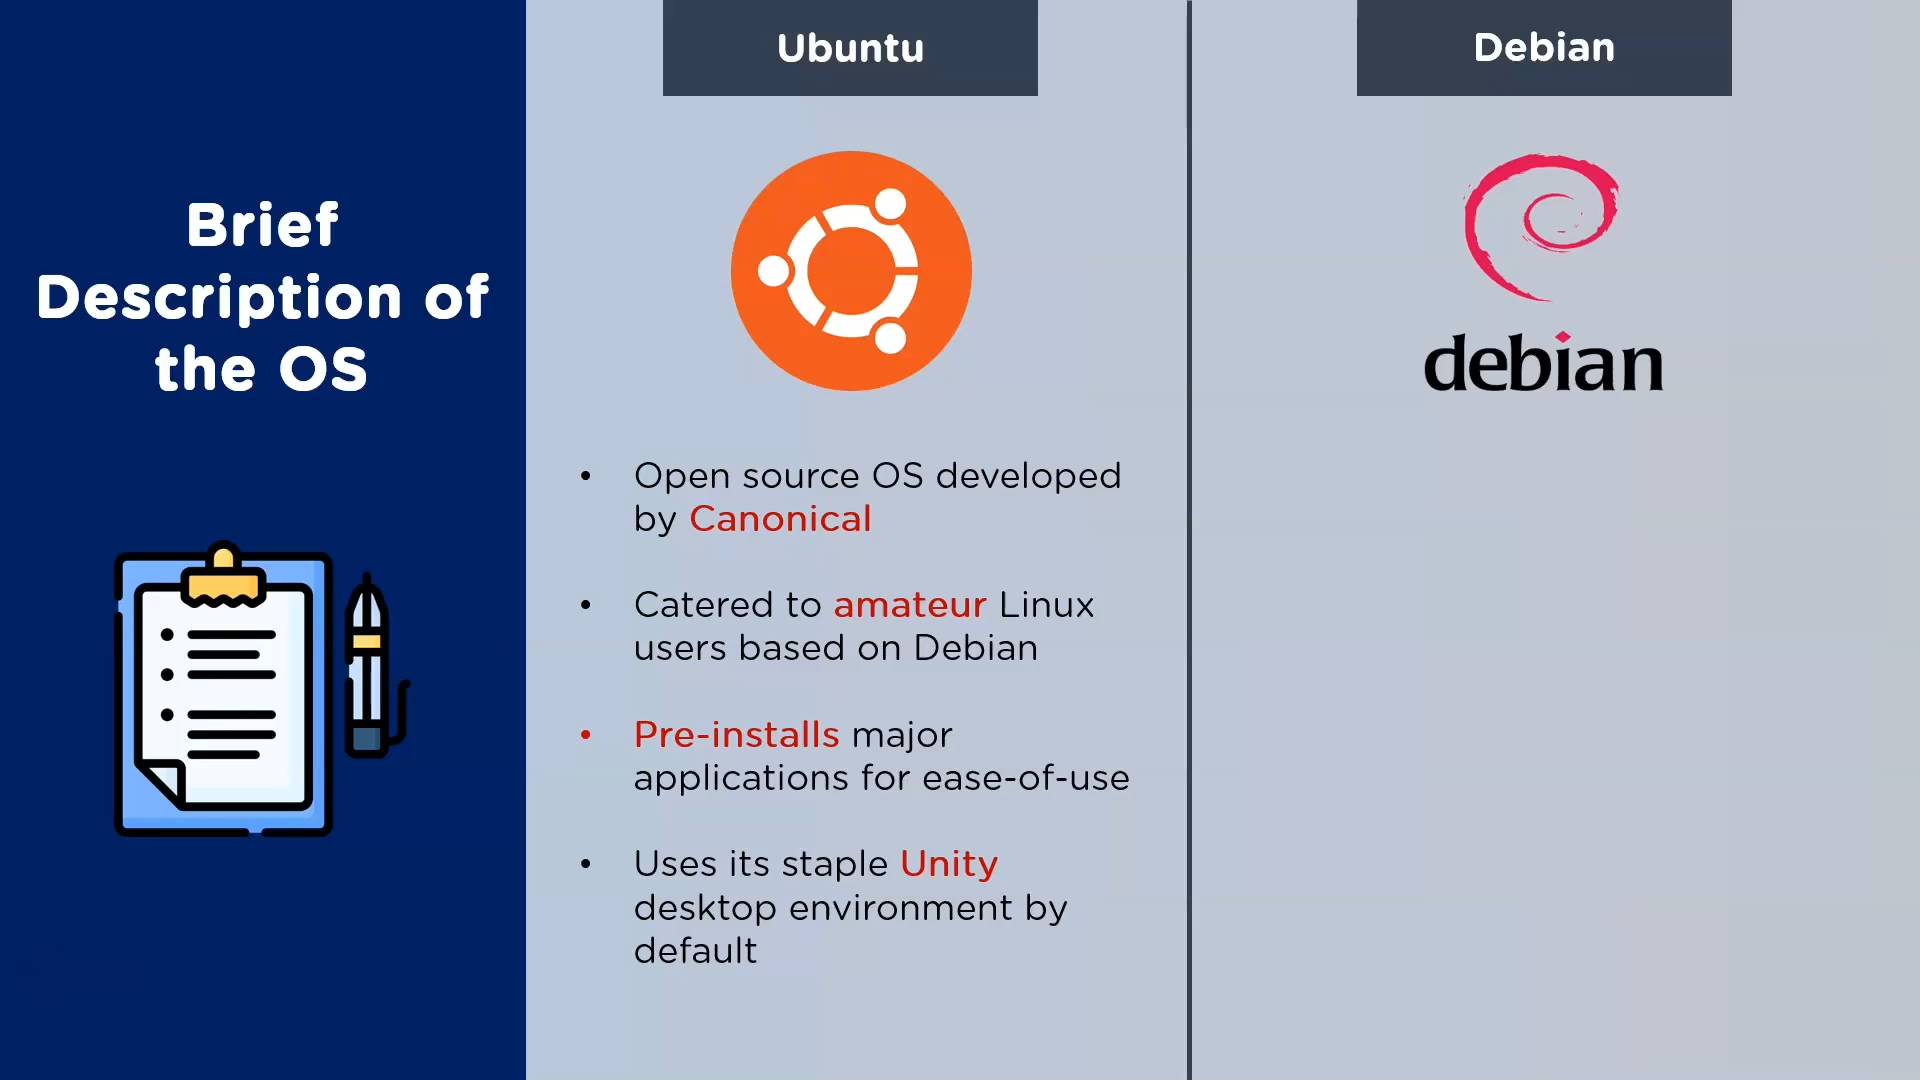 Brief
Description of
the OS
Ubuntu
• Open source OS developed
by Canonical
• Catered to amateur Linux
users based on Debian
• Pre-installs major
applications for ease-of-use
• Uses its staple Unity
desktop environment by
default
Debian
debian